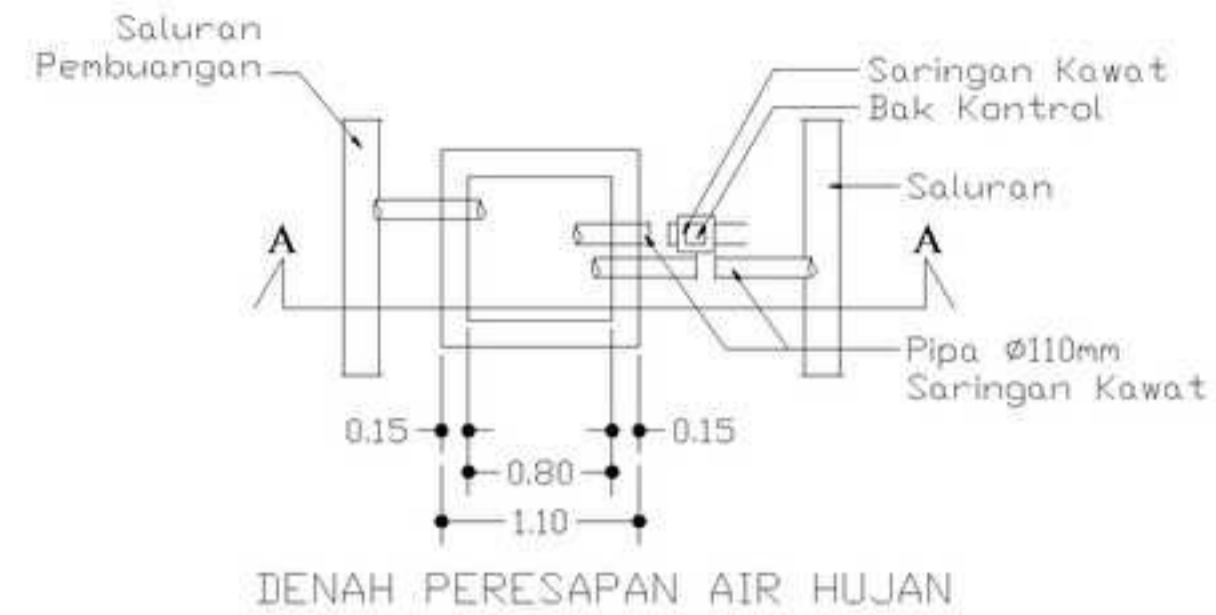 Saluran
Pembuangan
Saringan Kawat
Bak Kontrol
Saluran
A
A
Pipa Ø110mm
Saringan Kawat
0.15
0.15
0.80
1.10
DENAH PERESAPAN AIR HUJAN